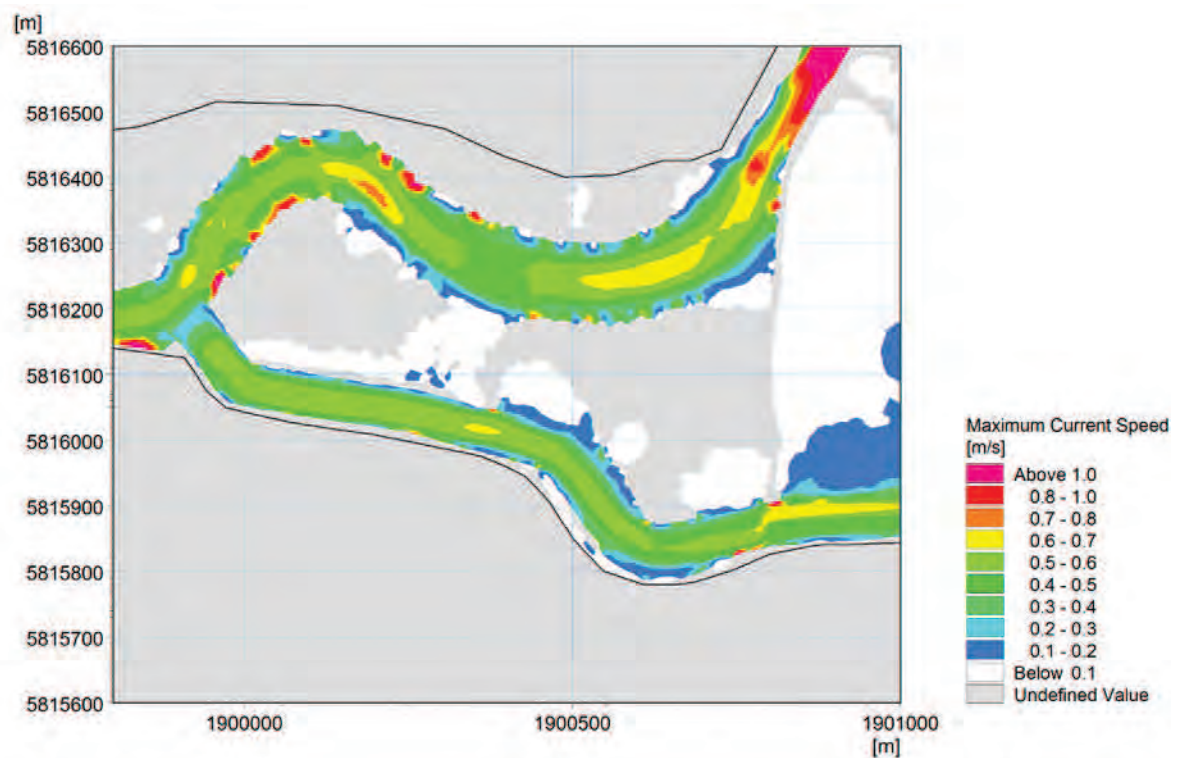 [m]
5816600
5816500
5816400
5816300
5816200
5816100
5816000
5815900
5815800
5815700
5815600
1900000
1900500
1901000
[m]
Maximum Current Speed
[m/s]
Above 1.0
0.8 - 1.0
0.7 - 0.8
0.6 - 0.7
0.5 - 0.6
0.4 - 0.5
0.3 - 0.4
0.2 - 0.3
0.1 - 0.2
Below 0.1
Undefined Value